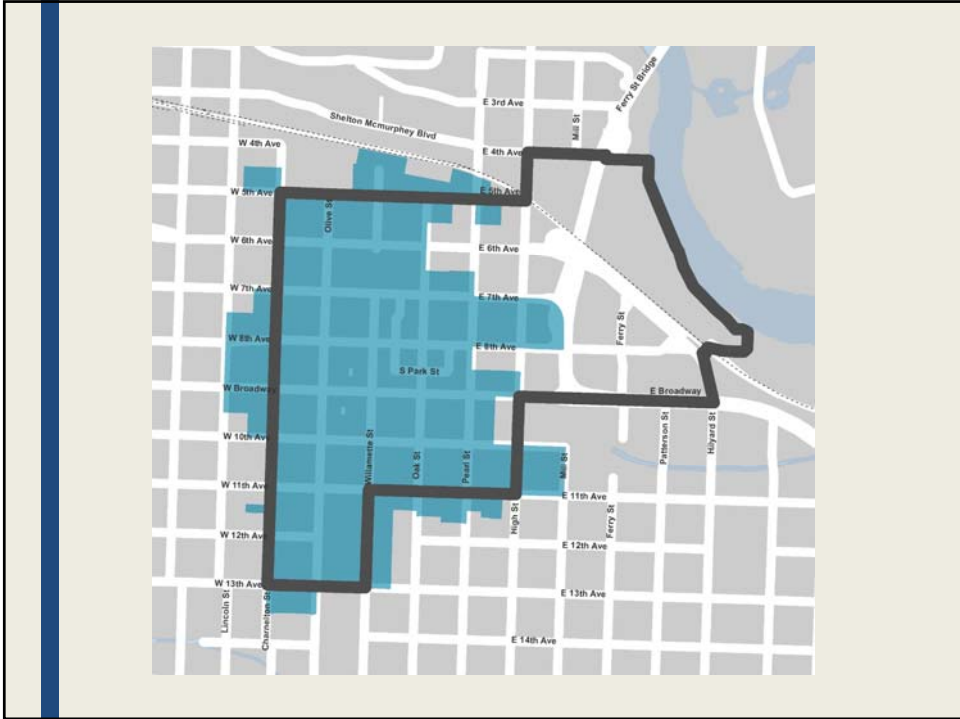 Ferry St Bridge
E 3rd Ave
Shelton Mcmurphey Blvd
Mill St
W 4th Ave
E 4th Ave
W 5th Ave
E 5th Ave
Olive St
W 6th Ave
E 6th Ave
W 7th Ave
E 7th Ave
Ferry St
W 8th Ave
E 8th Ave
S Park St
W Broadway
E Broadway
Patterson St
Hilyard St
W 10th Ave
Willamette St
Oak St
Pearl St
Mill St
W 11th Ave
E 11th Ave
High St
Ferry St
W 12th Ave
E 12th Ave
W 13th Ave
E 13th Ave
Lincoln St
Charnelton St
E 14th Ave